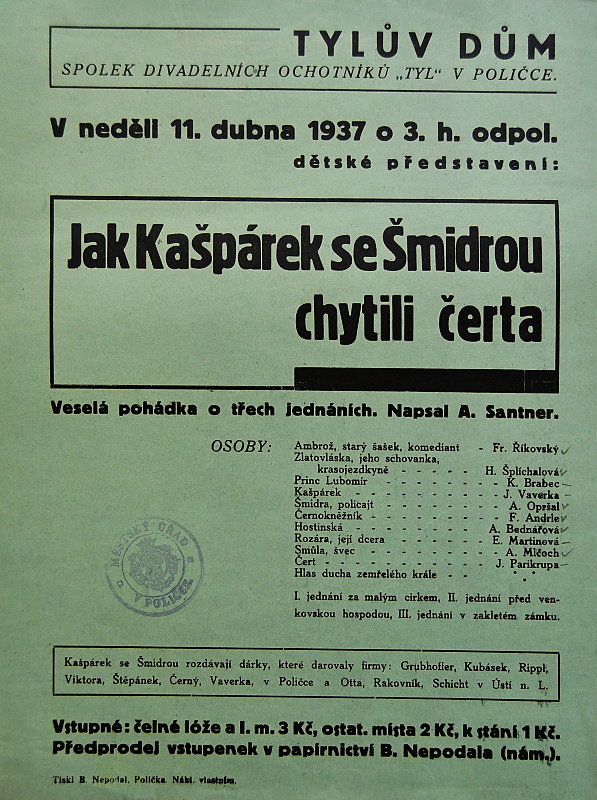 TYLŮV DŮM
SPOLEK DIVADELNÍCH OCHOTNÍKŮ „TYL“ V POLIČCE.
V neděli 11. dubna 1937 o 3. h. odpol.
dětské představení:
Jak Kašpárek se Šmidrou
chytili čerta
Veselá pohádka o třech jednáních. Napsal A. Santner.
OSOBY:
Ambrož, starý šašek, komediant - Fr. Říkovský
Zlatovláska, jeho schovanka,
krasojezdkyně - - - - - H. Šplíchalová
Princ Lubomír - - - - - - - K. Brabec
Kašpárek - - - - - - - - J. Vaverka
Šmidra, policajt - - - - - - - A. Opršal
Černokněžník - - - - - - - F. Andrle
Hostinská - - - - - - - A. Bednářová
Rozára, její dcera - - - - - E. Martinová
Smůla, švec - - - - - - - A. Mlčoch
Čert - - - - - - - - - J. Parikrupa
Hlas ducha zemřelého krále - - . . .
I. jednání za malým cirkem, II. jednání před ven-
kovskou hospodou, III. jednání v zakletém zámku.
MĚSTSKÝ ÚŘAD
V POLIČCE
Kašpárek se Šmidrou rozdávají dárky, které darovaly firmy: Grubhoffer, Kubásek, Rippl,
Viktora, Štěpánek, Černý, Vaverka, v Poličce a Otta, Rakovník, Schicht v Ústí n. L.
Vstupné: čelné lóže a I. m. 3 Kč, ostat. místa 2 Kč, k stání 1 Kč.
Předprodej vstupenek v papírnictví B. Nepodala (nám.).
Tiskl B. Nepodal, Polička. Nákl. vlastním.